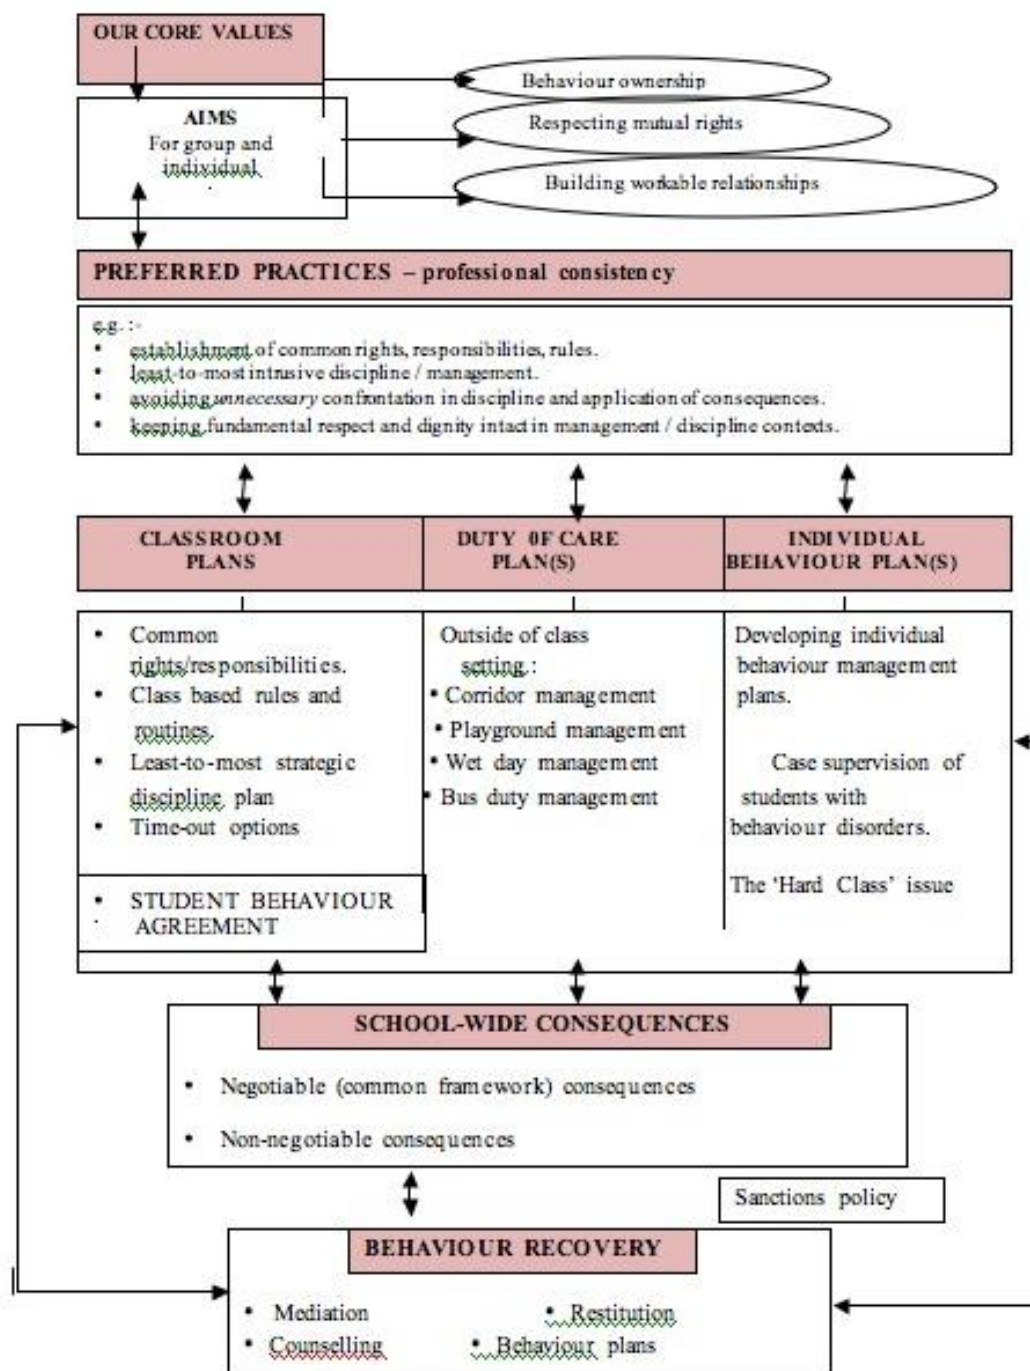 OUR CORE VALUES
AIMS
For group and
individual
.
Behaviour ownership
Respecting mutual rights
Building workable relationships
PREFERRED PRACTICES – professional consistency
e.g. :-
• establishment of common rights, responsibilities, rules.
• least-to-most intrusive discipline / management.
• avoiding unnecessary confrontation in discipline and application of consequences.
• keeping fundamental respect and dignity intact in management / discipline contexts.
CLASSROOM
PLANS
• Common
rights/responsibilities.
• Class based rules and
routines.
• Least-to-most strategic
discipline plan
• Time-out options
• STUDENT BEHAVIOUR
. AGREEMENT
DUTY 0F CARE
PLAN(S)
Outside of class
setting.:
• Corridor management
• Playground management
• Wet day management
• Bus duty management
INDIVIDUAL
BEHAVIOUR PLAN(S)
Developing individual
behaviour management
plans.
Case supervision of
students with
behaviour disorders.
The ‘Hard Class’ issue
SCHOOL-WIDE CONSEQUENCES
• Negotiable (common framework) consequences
• Non-negotiable consequences
Sanctions policy
BEHAVIOUR RECOVERY
• Mediation • Restitution
• Counselling • Behaviour plans